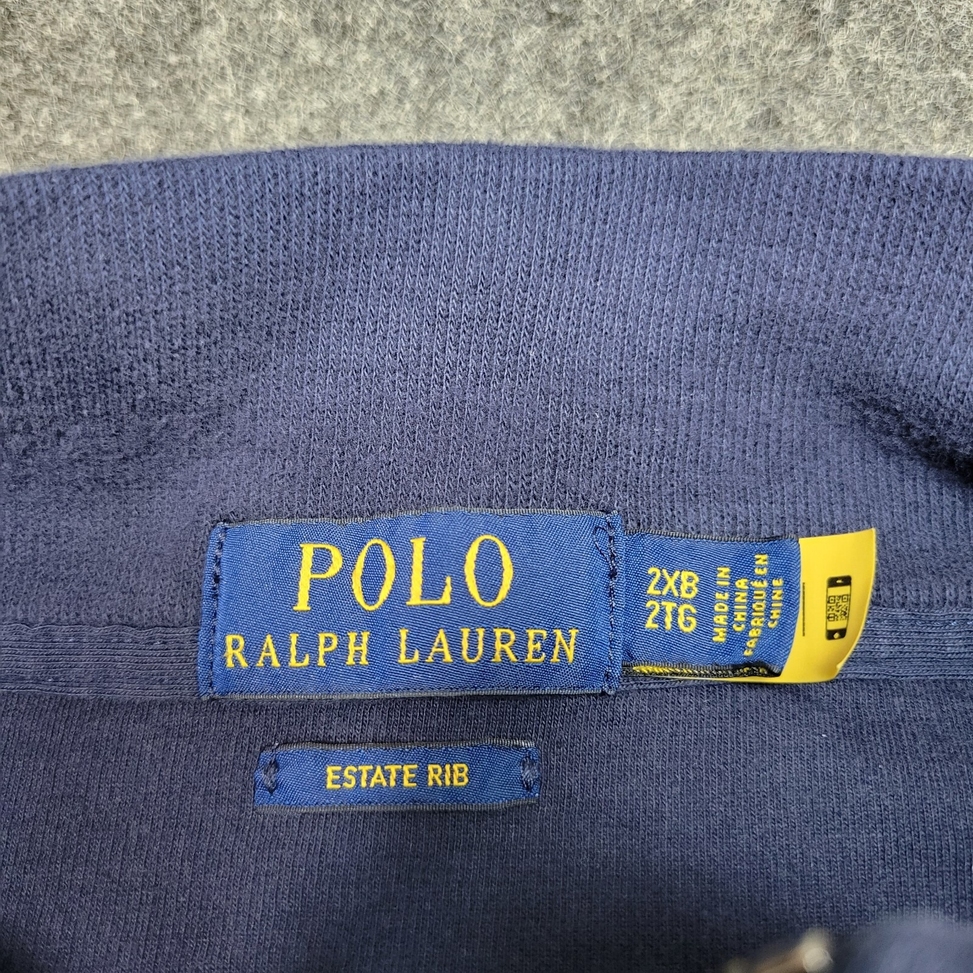 POLO
RALPH LAUREN
2XB
2TG
MADE IN
CHINA
FABRIQUÉ EN
CHINE
ESTATE RIB